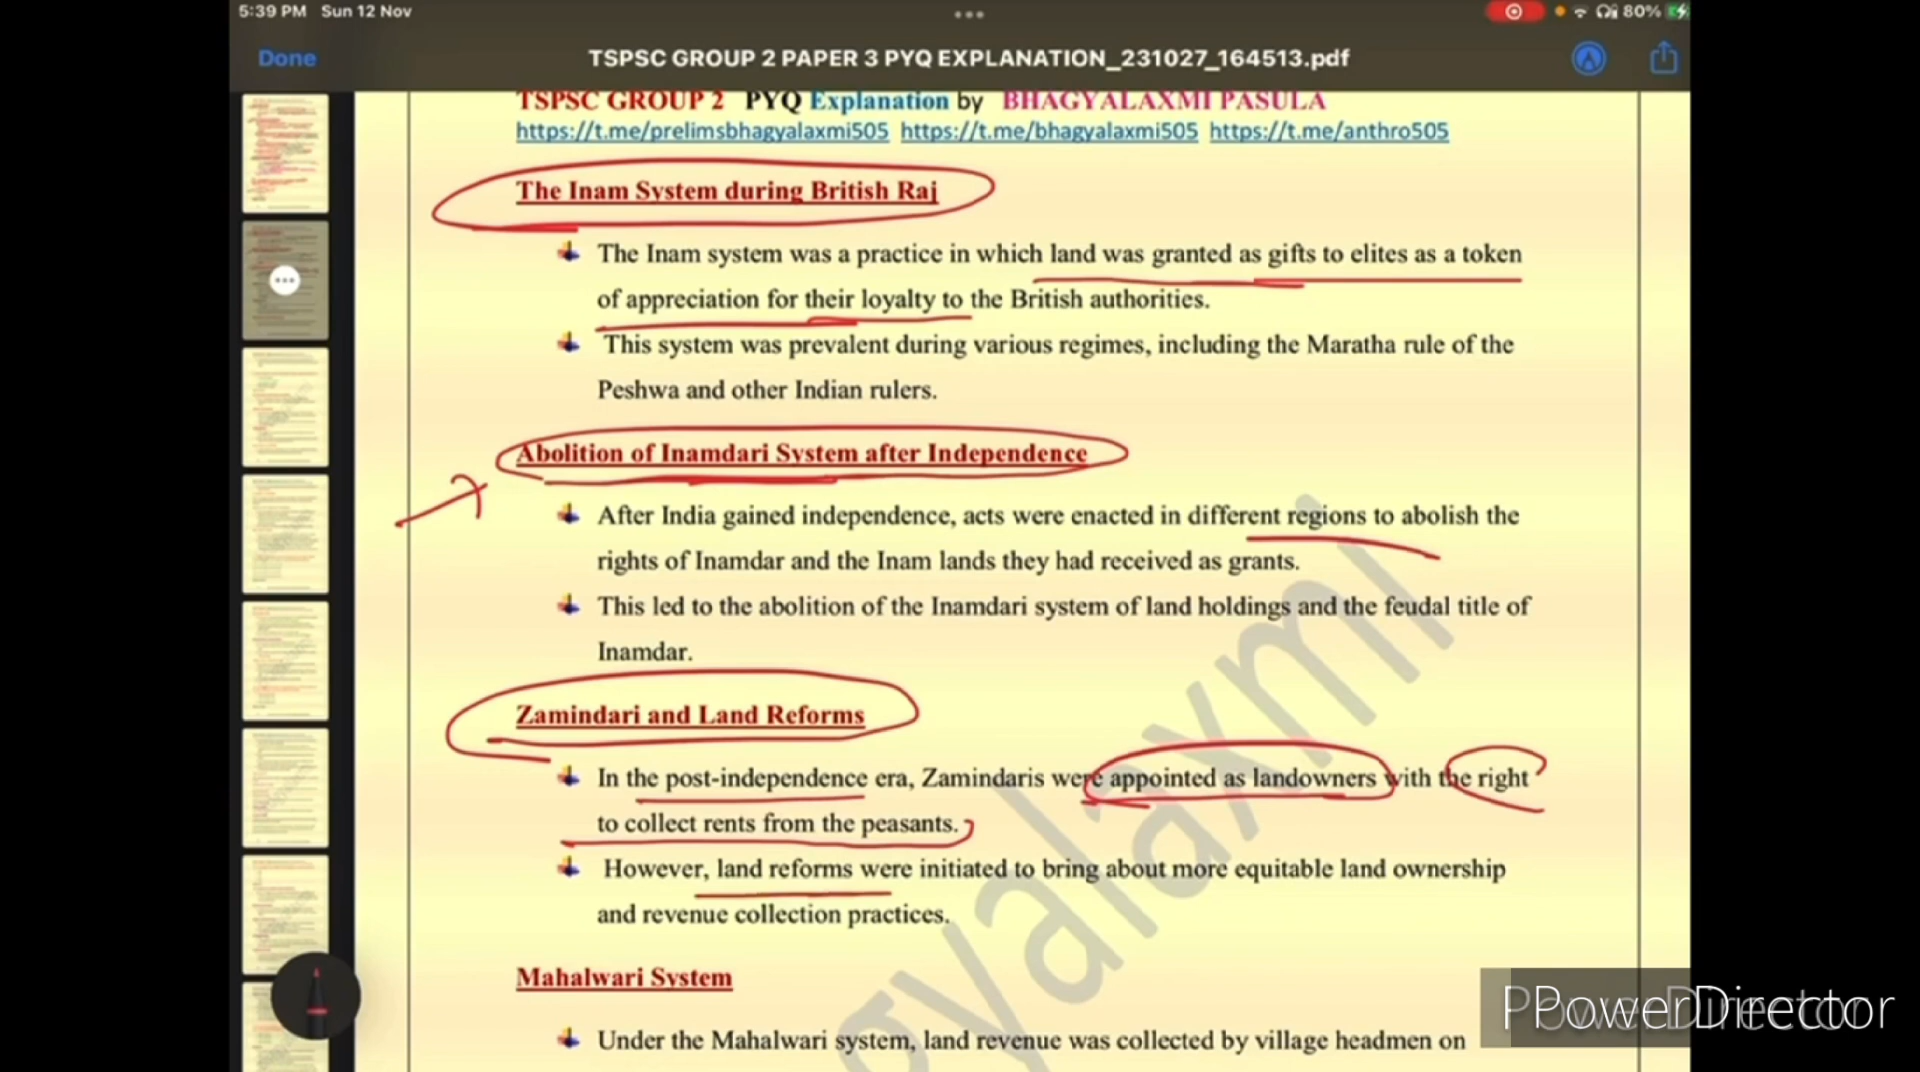 5:39 PM Sun 12 Nov
80%
Done
TSPSC GROUP 2 PAPER 3 PYQ EXPLANATION_231027_164513.pdf
TSPSC GROUP 2 PYQ Explanation by BHAGYALAXMI PASULA
https://t.me/prelimsbhagyalaxmi505 https://t.me/bhagyalaxmi505 https://t.me/anthro505
The Inam System during British Raj
The Inam system was a practice in which land was granted as gifts to elites as a token
of appreciation for their loyalty to the British authorities.
This system was prevalent during various regimes, including the Maratha rule of the
Peshwa and other Indian rulers.
Abolition of Inamdari System after Independence
After India gained independence, acts were enacted in different regions to abolish the
rights of Inamdar and the Inam lands they had received as grants.
This led to the abolition of the Inamdari system of land holdings and the feudal title of
Inamdar.
Zamindari and Land Reforms
In the post-independence era, Zamindaris were appointed as landowners with the right
to collect rents from the peasants.
However, land reforms were initiated to bring about more equitable land ownership
and revenue collection practices.
Mahalwari System
Under the Mahalwari system, land revenue was collected by village headmen on
gyalaxmi
PowerDirector